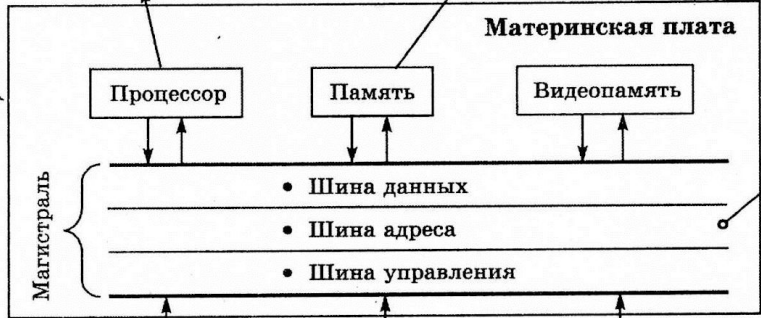 Материнская плата
Процессор
Память
Видеопамять
Магистраль
• Шина данных
• Шина адреса
• Шина управления